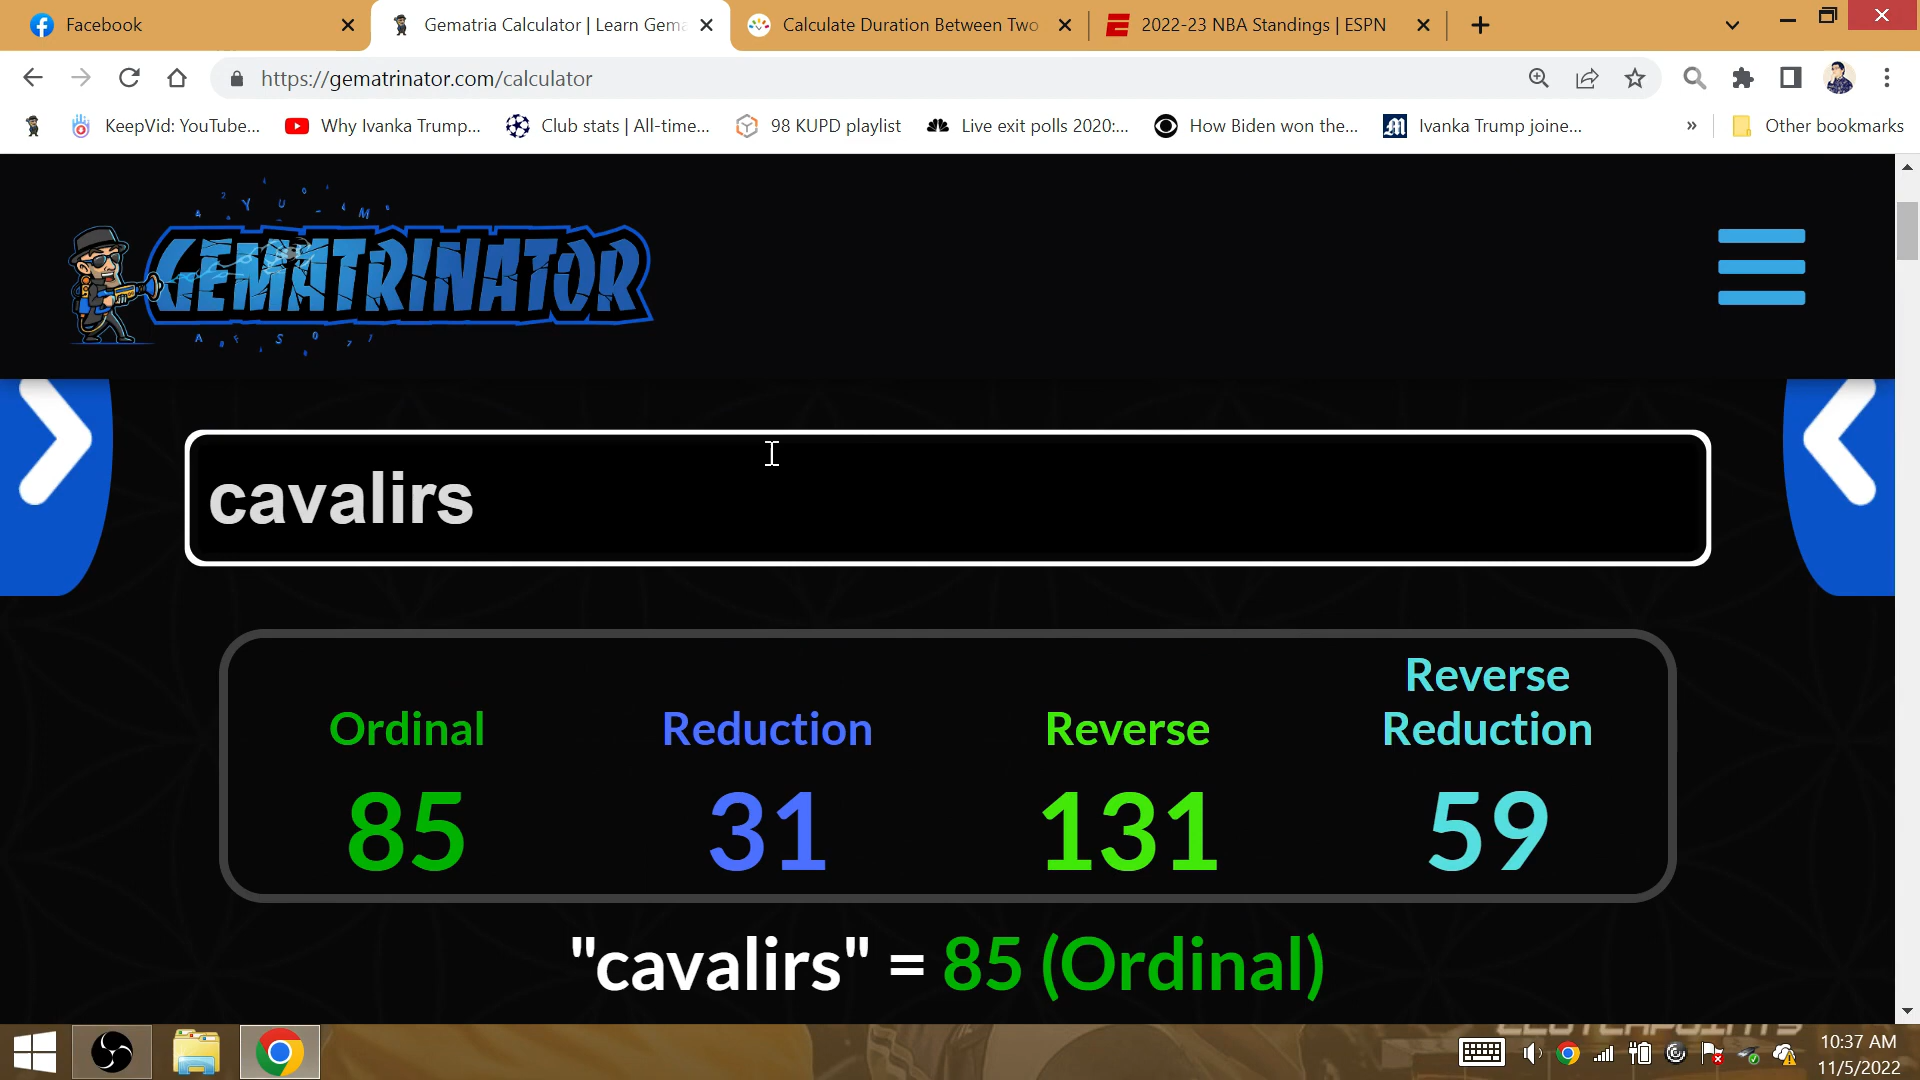 Facebook
Gematria Calculator | Learn Gema
Calculate Duration Between Two
2022-23 NBA Standings | ESPN
https://gematrinator.com/calculator
KeepVid: YouTube...
Why Ivanka Trump...
Club stats | All-time...
98 KUPD playlist
Live exit polls 2020:...
How Biden won the...
Ivanka Trump joine...
»
Other bookmarks
GEMATRINATOR
cavalirs
Ordinal
Reduction
Reverse
Reverse Reduction
85
31
131
59
"cavalirs" = 85 (Ordinal)
10:37 AM
11/5/2022